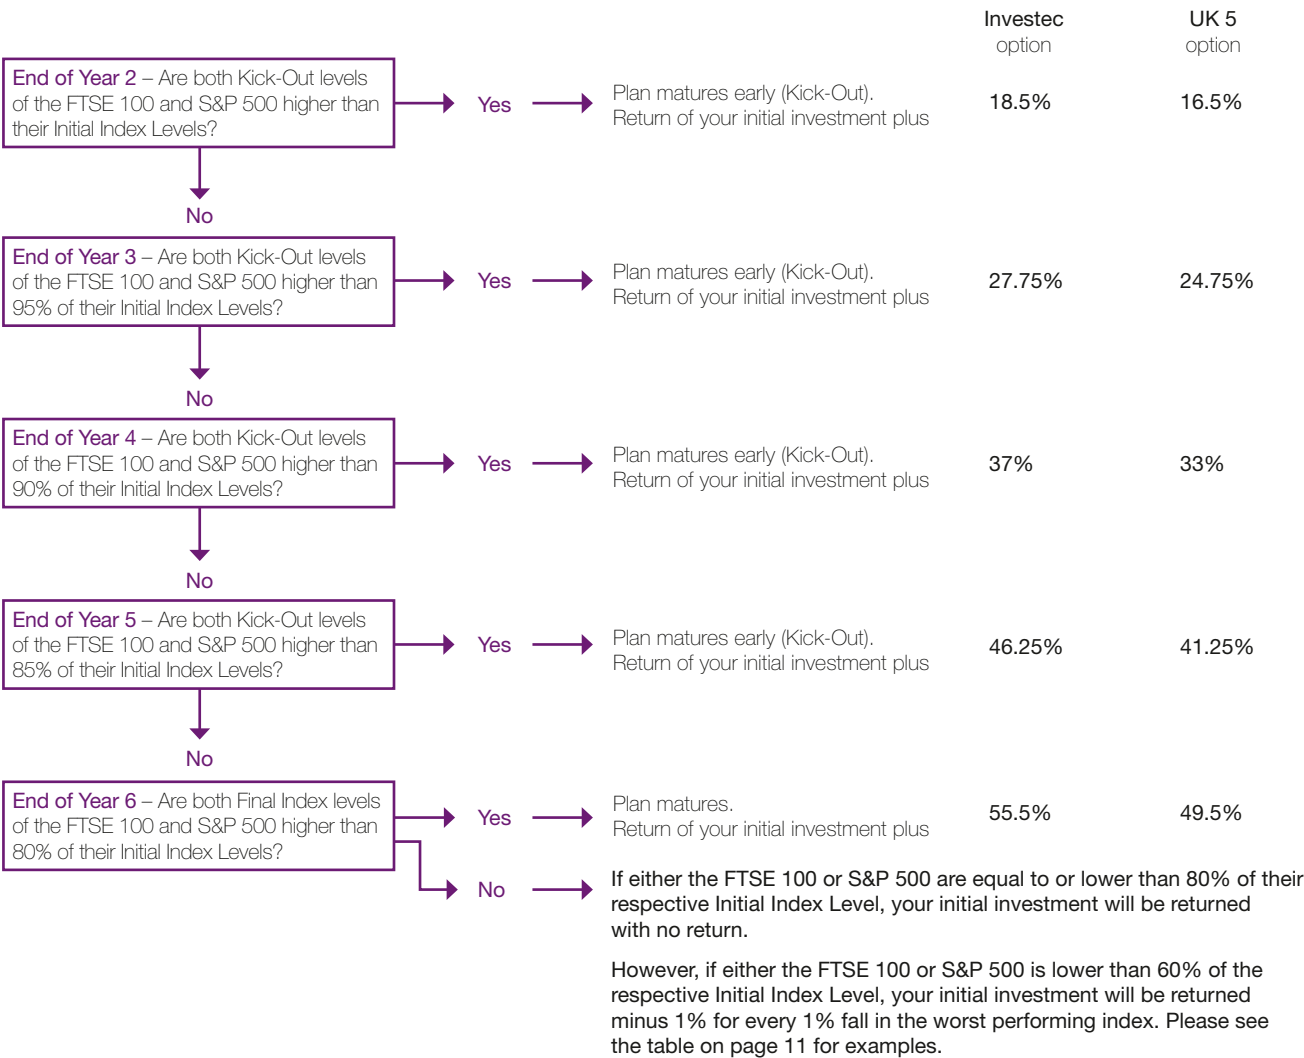 Investec
option
UK 5
option
End of Year 2 – Are both Kick-Out levels
of the FTSE 100 and S&P 500 higher than
their Initial Index Levels?
Yes
Plan matures early (Kick-Out).
Return of your initial investment plus
18.5%
16.5%
No
End of Year 3 – Are both Kick-Out levels
of the FTSE 100 and S&P 500 higher than
95% of their Initial Index Levels?
Yes
Plan matures early (Kick-Out).
Return of your initial investment plus
27.75%
24.75%
No
End of Year 4 – Are both Kick-Out levels
of the FTSE 100 and S&P 500 higher than
90% of their Initial Index Levels?
Yes
Plan matures early (Kick-Out).
Return of your initial investment plus
37%
33%
No
End of Year 5 – Are both Kick-Out levels
of the FTSE 100 and S&P 500 higher than
85% of their Initial Index Levels?
Yes
Plan matures early (Kick-Out).
Return of your initial investment plus
46.25%
41.25%
No
End of Year 6 – Are both Final Index levels
of the FTSE 100 and S&P 500 higher than
80% of their Initial Index Levels?
Yes
Plan matures.
Return of your initial investment plus
55.5%
49.5%
No
If either the FTSE 100 or S&P 500 are equal to or lower than 80% of their
respective Initial Index Level, your initial investment will be returned
with no return.
However, if either the FTSE 100 or S&P 500 is lower than 60% of the
respective Initial Index Level, your initial investment will be returned
minus 1% for every 1% fall in the worst performing index. Please see
the table on page 11 for examples.